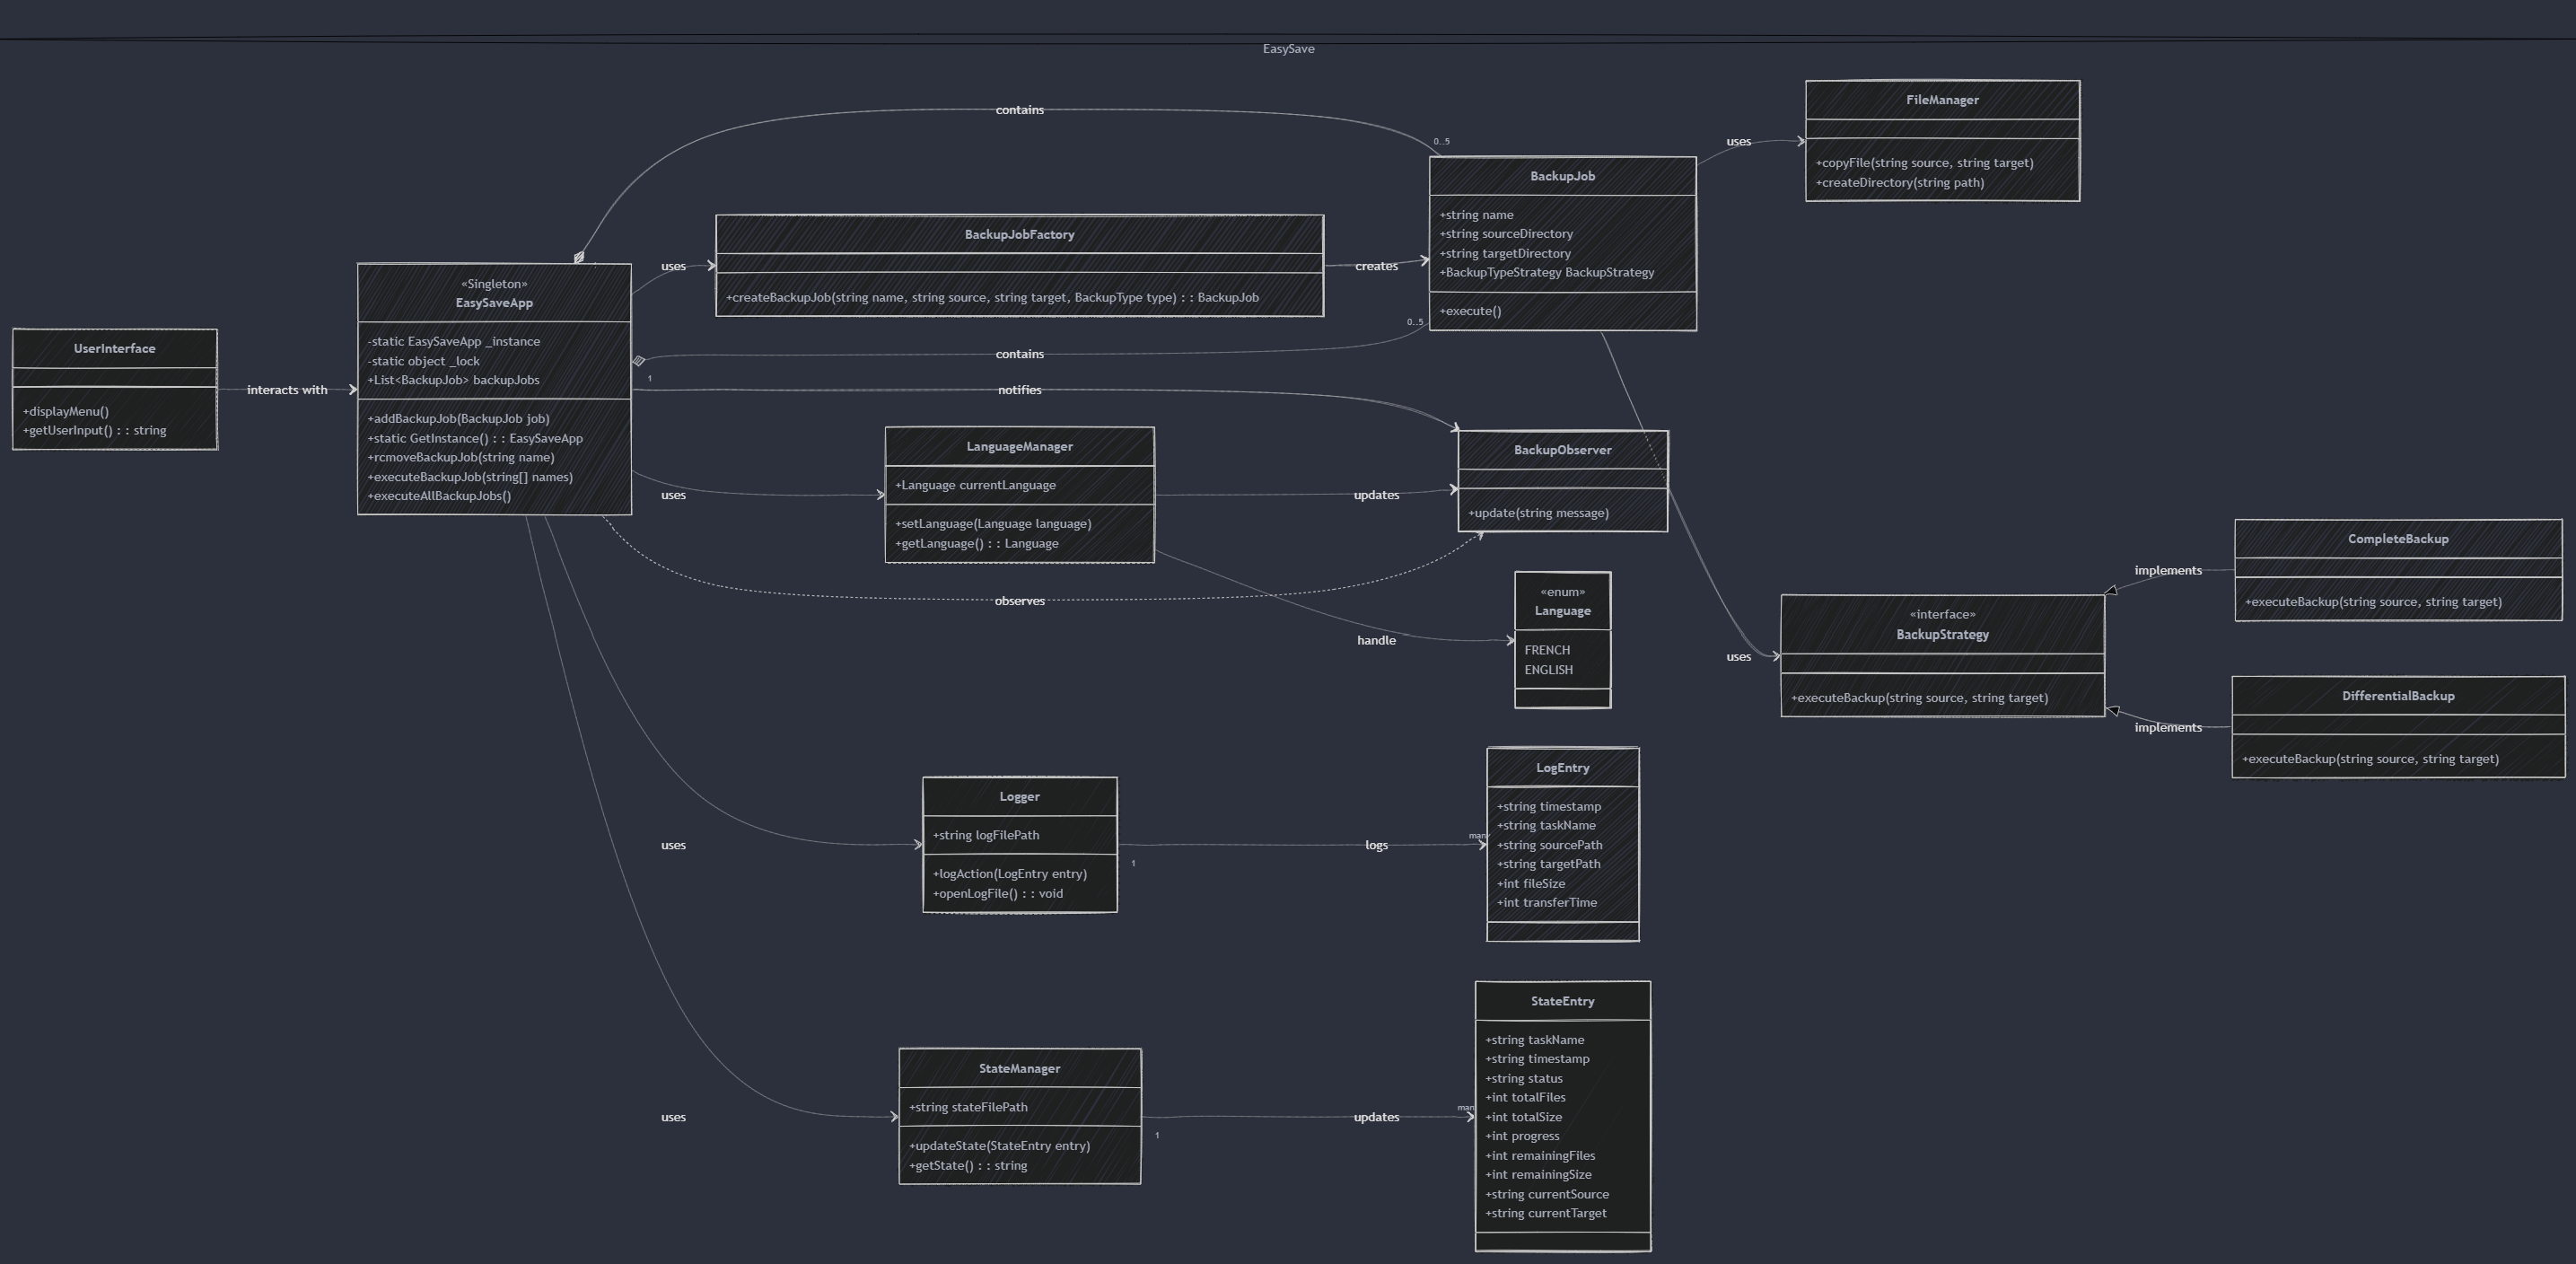 EasySave
UserInterface
+displayMenu()
+getUserInput() : : string
interacts with
«Singleton»
EasySaveApp
-static EasySaveApp _instance
-static object _lock
+List<BackupJob> backupJobs
+addBackupJob(BackupJob job)
+static GetInstance() : : EasySaveApp
+rcmoveBackupJob(string name)
+executeBackupJob(string[] names)
+executeAllBackupJobs()
contains
0..5
uses
BackupJobFactory
+createBackupJob(string name, string source, string target, BackupType type) : : BackupJob
creates
BackupJob
+string name
+string sourceDirectory
+string targetDirectory
+BackupTypeStrategy BackupStrategy
+execute()
uses
FileManager
+copyFile(string source, string target)
+createDirectory(string path)
contains
0..5
1
notifies
BackupObserver
+update(string message)
uses
LanguageManager
+Language currentLanguage
+setLanguage(Language language)
+getLanguage() : : Language
updates
observes
handle
«enum»
Language
FRENCH
ENGLISH
uses
«interface»
BackupStrategy
+executeBackup(string source, string target)
implements
CompleteBackup
+executeBackup(string source, string target)
implements
DifferentialBackup
+executeBackup(string source, string target)
uses
Logger
+string logFilePath
+logAction(LogEntry entry)
+openLogFile() : : void
1
logs
many
LogEntry
+string timestamp
+string taskName
+string sourcePath
+string targetPath
+int fileSize
+int transferTime
uses
StateManager
+string stateFilePath
+updateState(StateEntry entry)
+getState() : : string
1
updates
man
StateEntry
+string taskName
+string timestamp
+string status
+int totalFiles
+int totalSize
+int progress
+int remainingFiles
+int remainingSize
+string currentSource
+string currentTarget